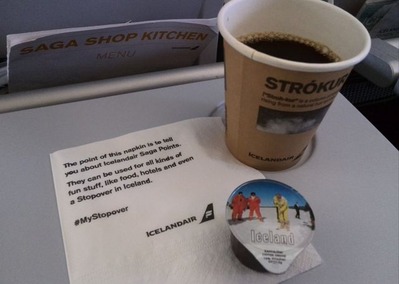 SAGA SHOP KITCHEN
MENU
STRÓKUR
ICELANDAIR
The point of this napkin is to tell
you about Icelandair Saga Points.
They can be used for all kinds of
fun stuff, like food, hotels and even
a Stopover in Iceland.
#MyStopover
ICELANDAIR
Iceland